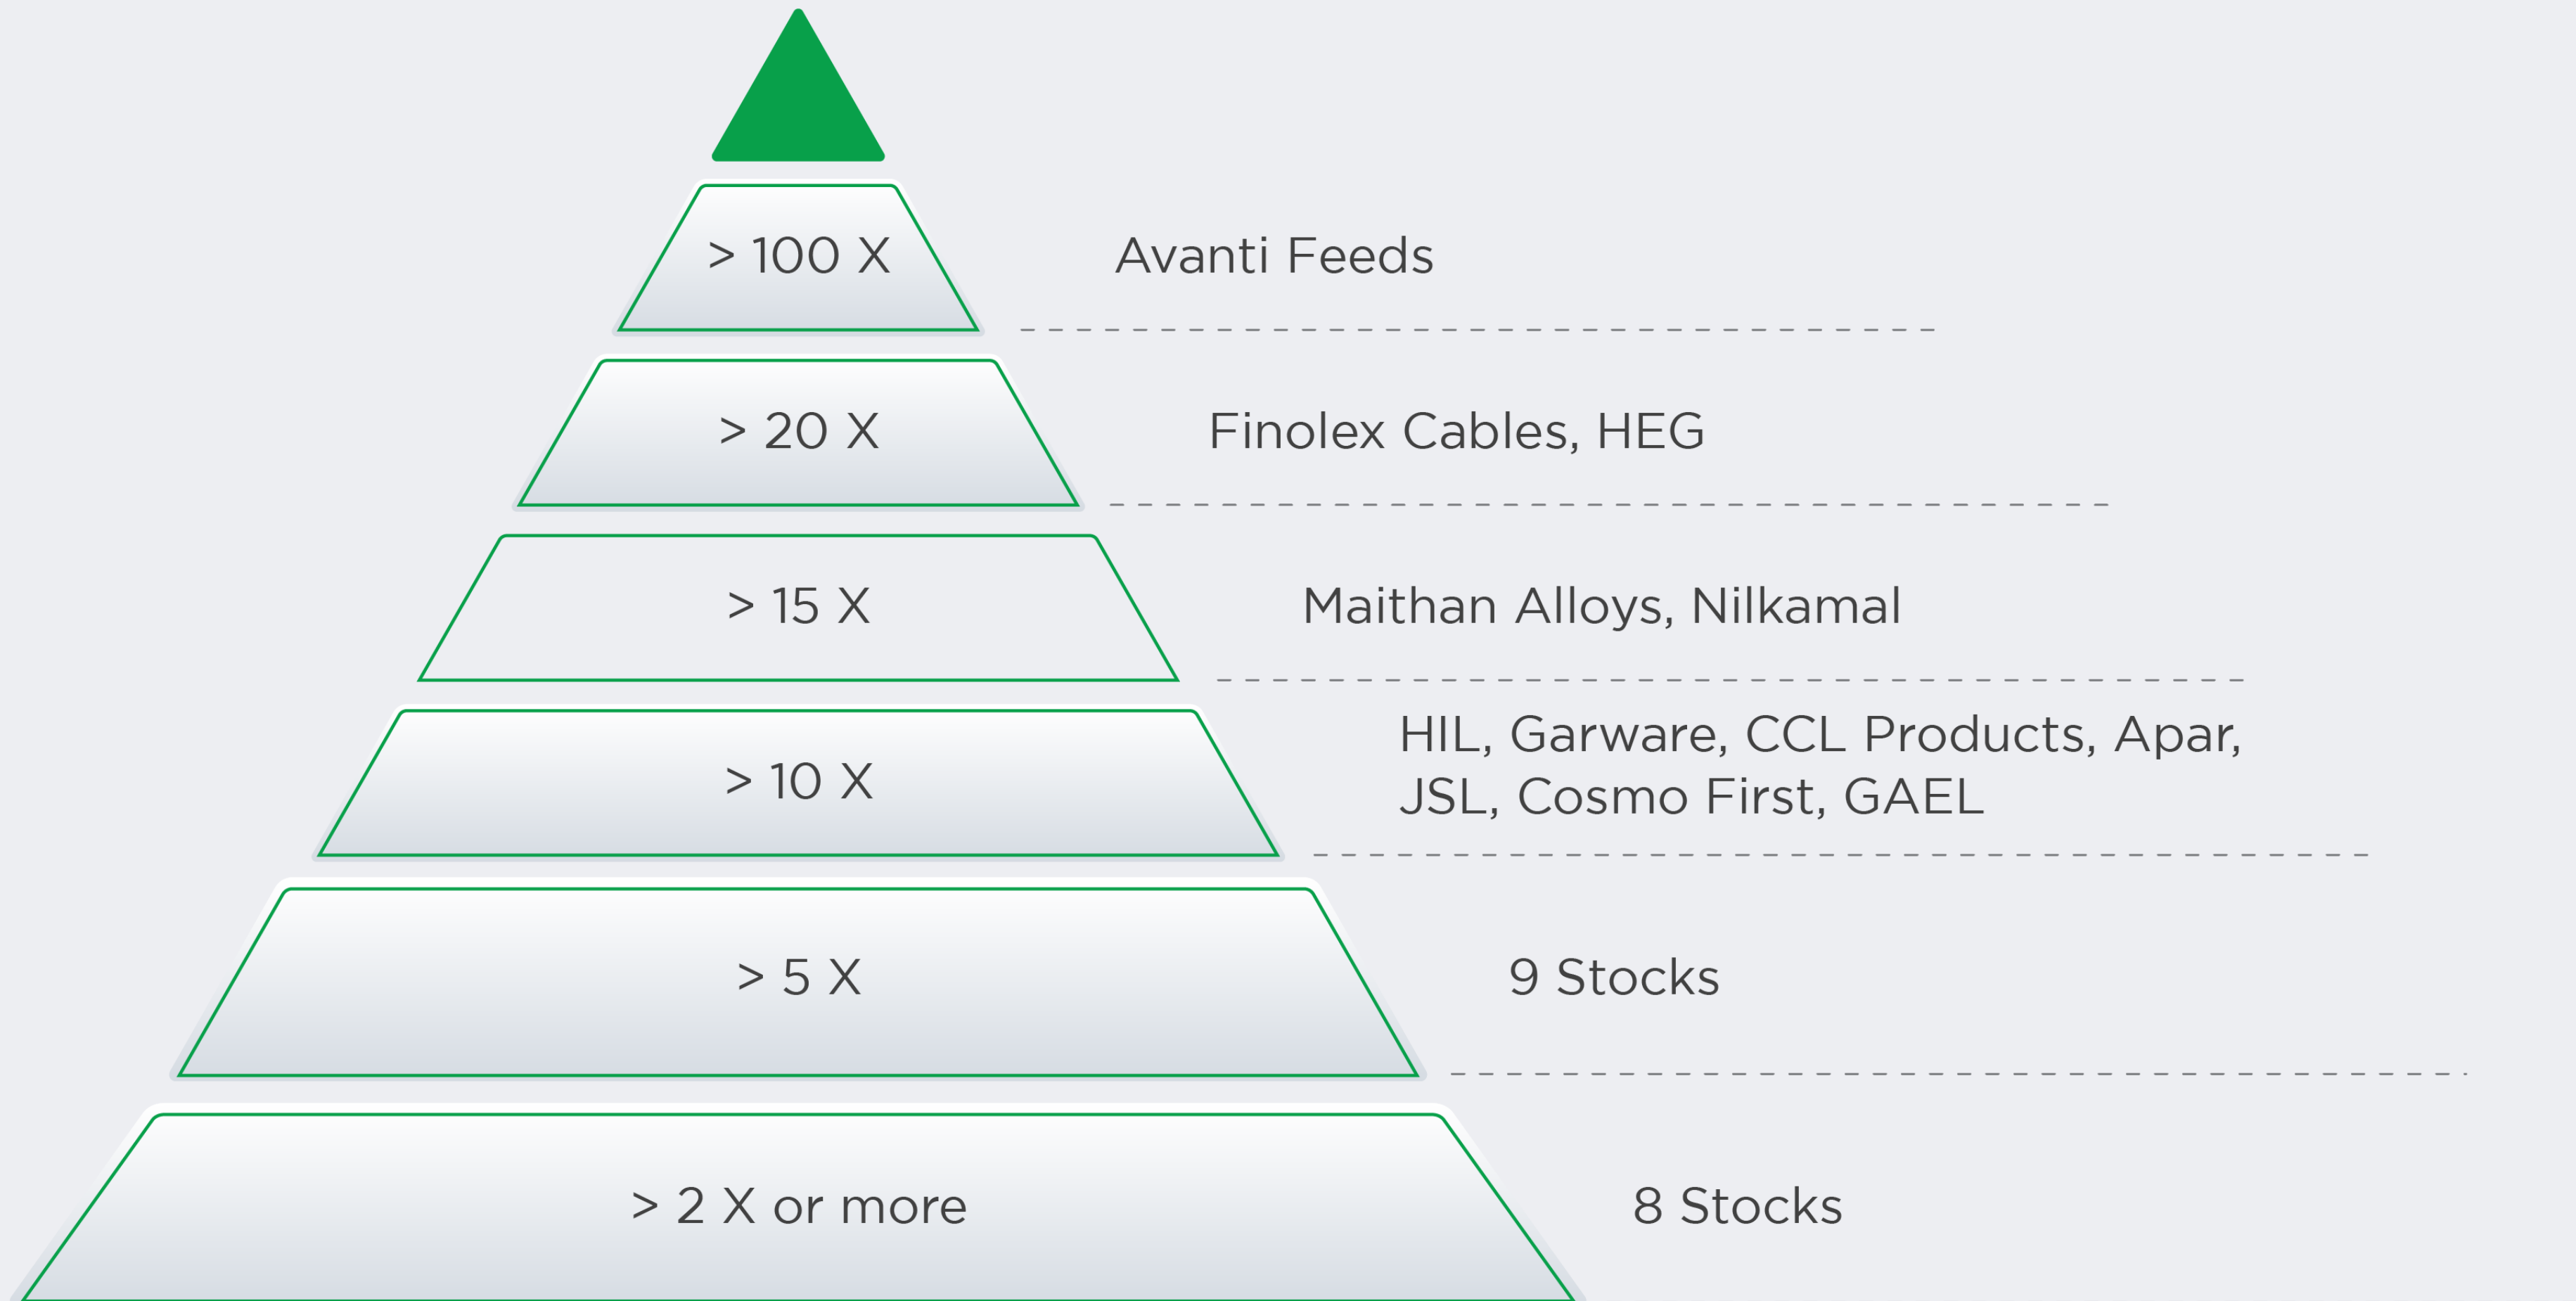 > 100 X
Avanti Feeds
> 20 X
Finolex Cables, HEG
> 15 X
Maithan Alloys, Nilkamal
> 10 X
HIL, Garware, CCL Products, Apar,
JSL, Cosmo First, GAEL
> 5 X
9 Stocks
> 2 X or more
8 Stocks